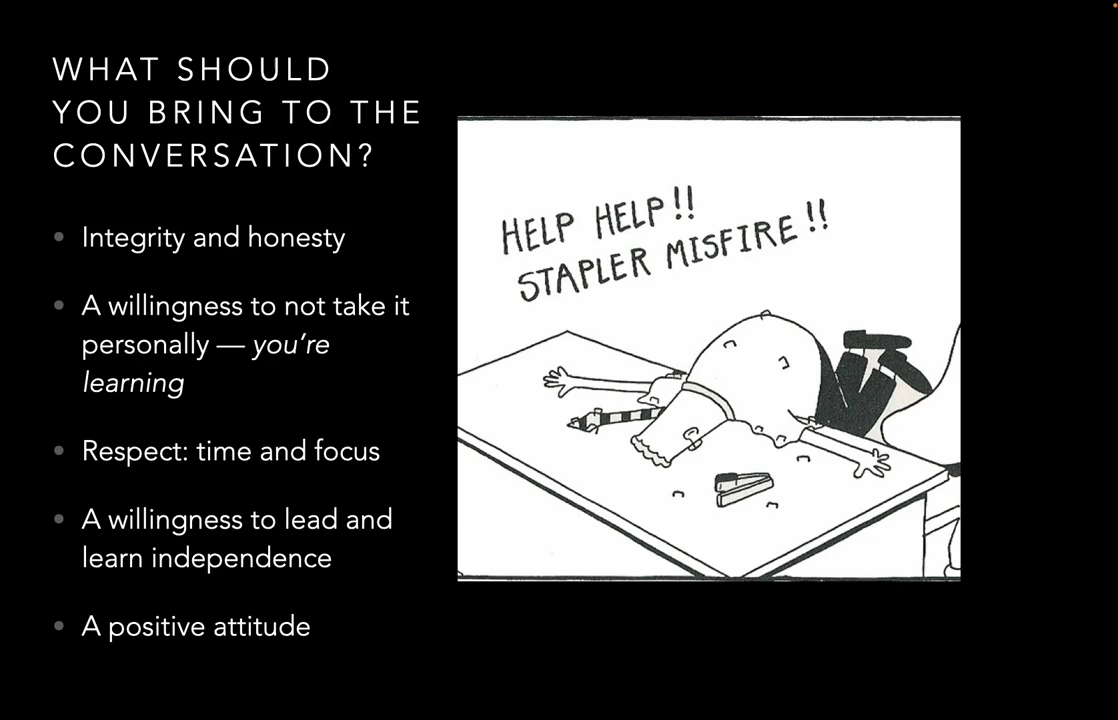 WHAT SHOULD
YOU BRING TO THE
CONVERSATION?
• Integrity and honesty
• A willingness to not take it
personally — you’re
learning
• Respect: time and focus
• A willingness to lead and
learn independence
• A positive attitude
HELP HELP!!
STAPLER MISFIRE!!